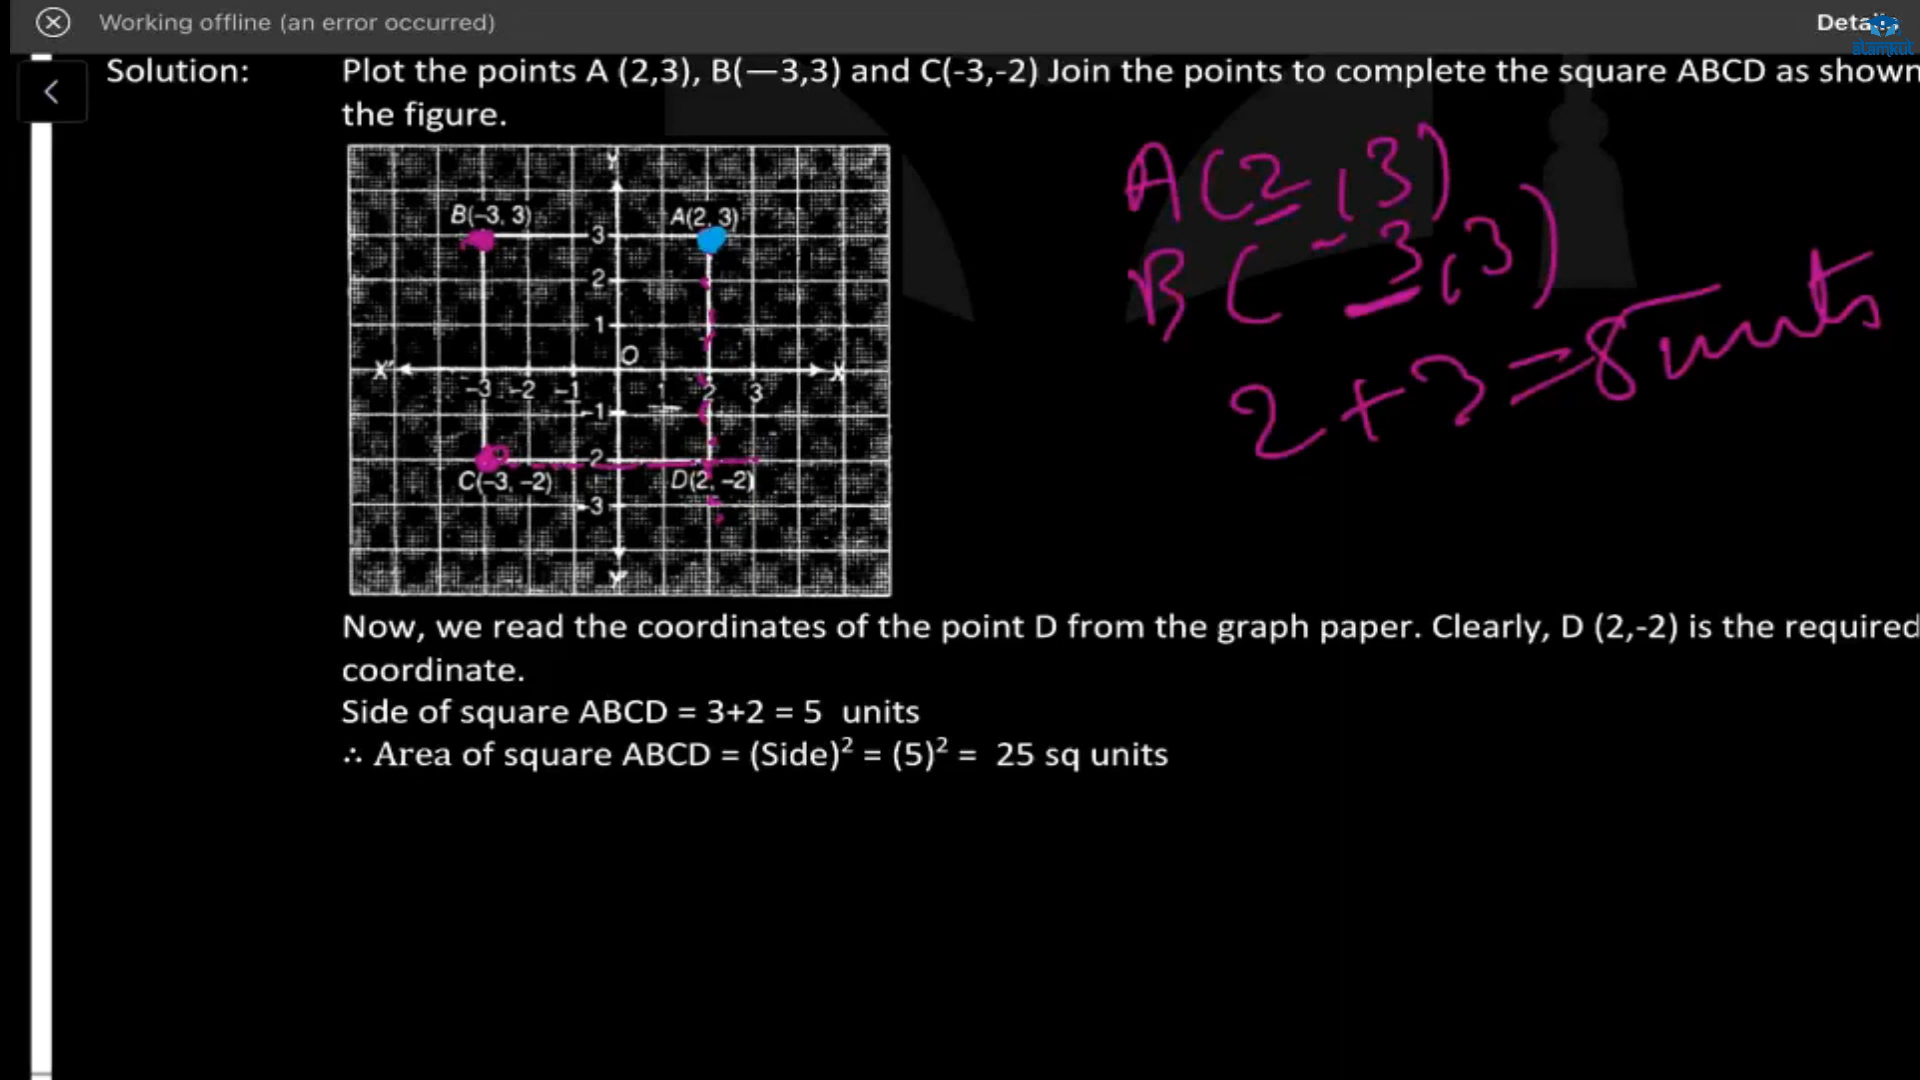 Working offline (an error occurred)
Details
alamkul
Solution: Plot the points A (2,3), B(—3,3) and C(-3,-2) Join the points to complete the square ABCD as shown
the figure.
Y
B(–3, 3) A(2, 3)
3
2
1
O
X' –3 –2 –1 1 2 3 X
–1
–2
C(–3, –2) D(2, –2)
–3
Y'
A(2,3)
B(-3,3)
2+3=5 units
Now, we read the coordinates of the point D from the graph paper. Clearly, D (2,-2) is the required
coordinate.
Side of square ABCD = 3+2 = 5 units
∴ Area of square ABCD = (Side)² = (5)² = 25 sq units